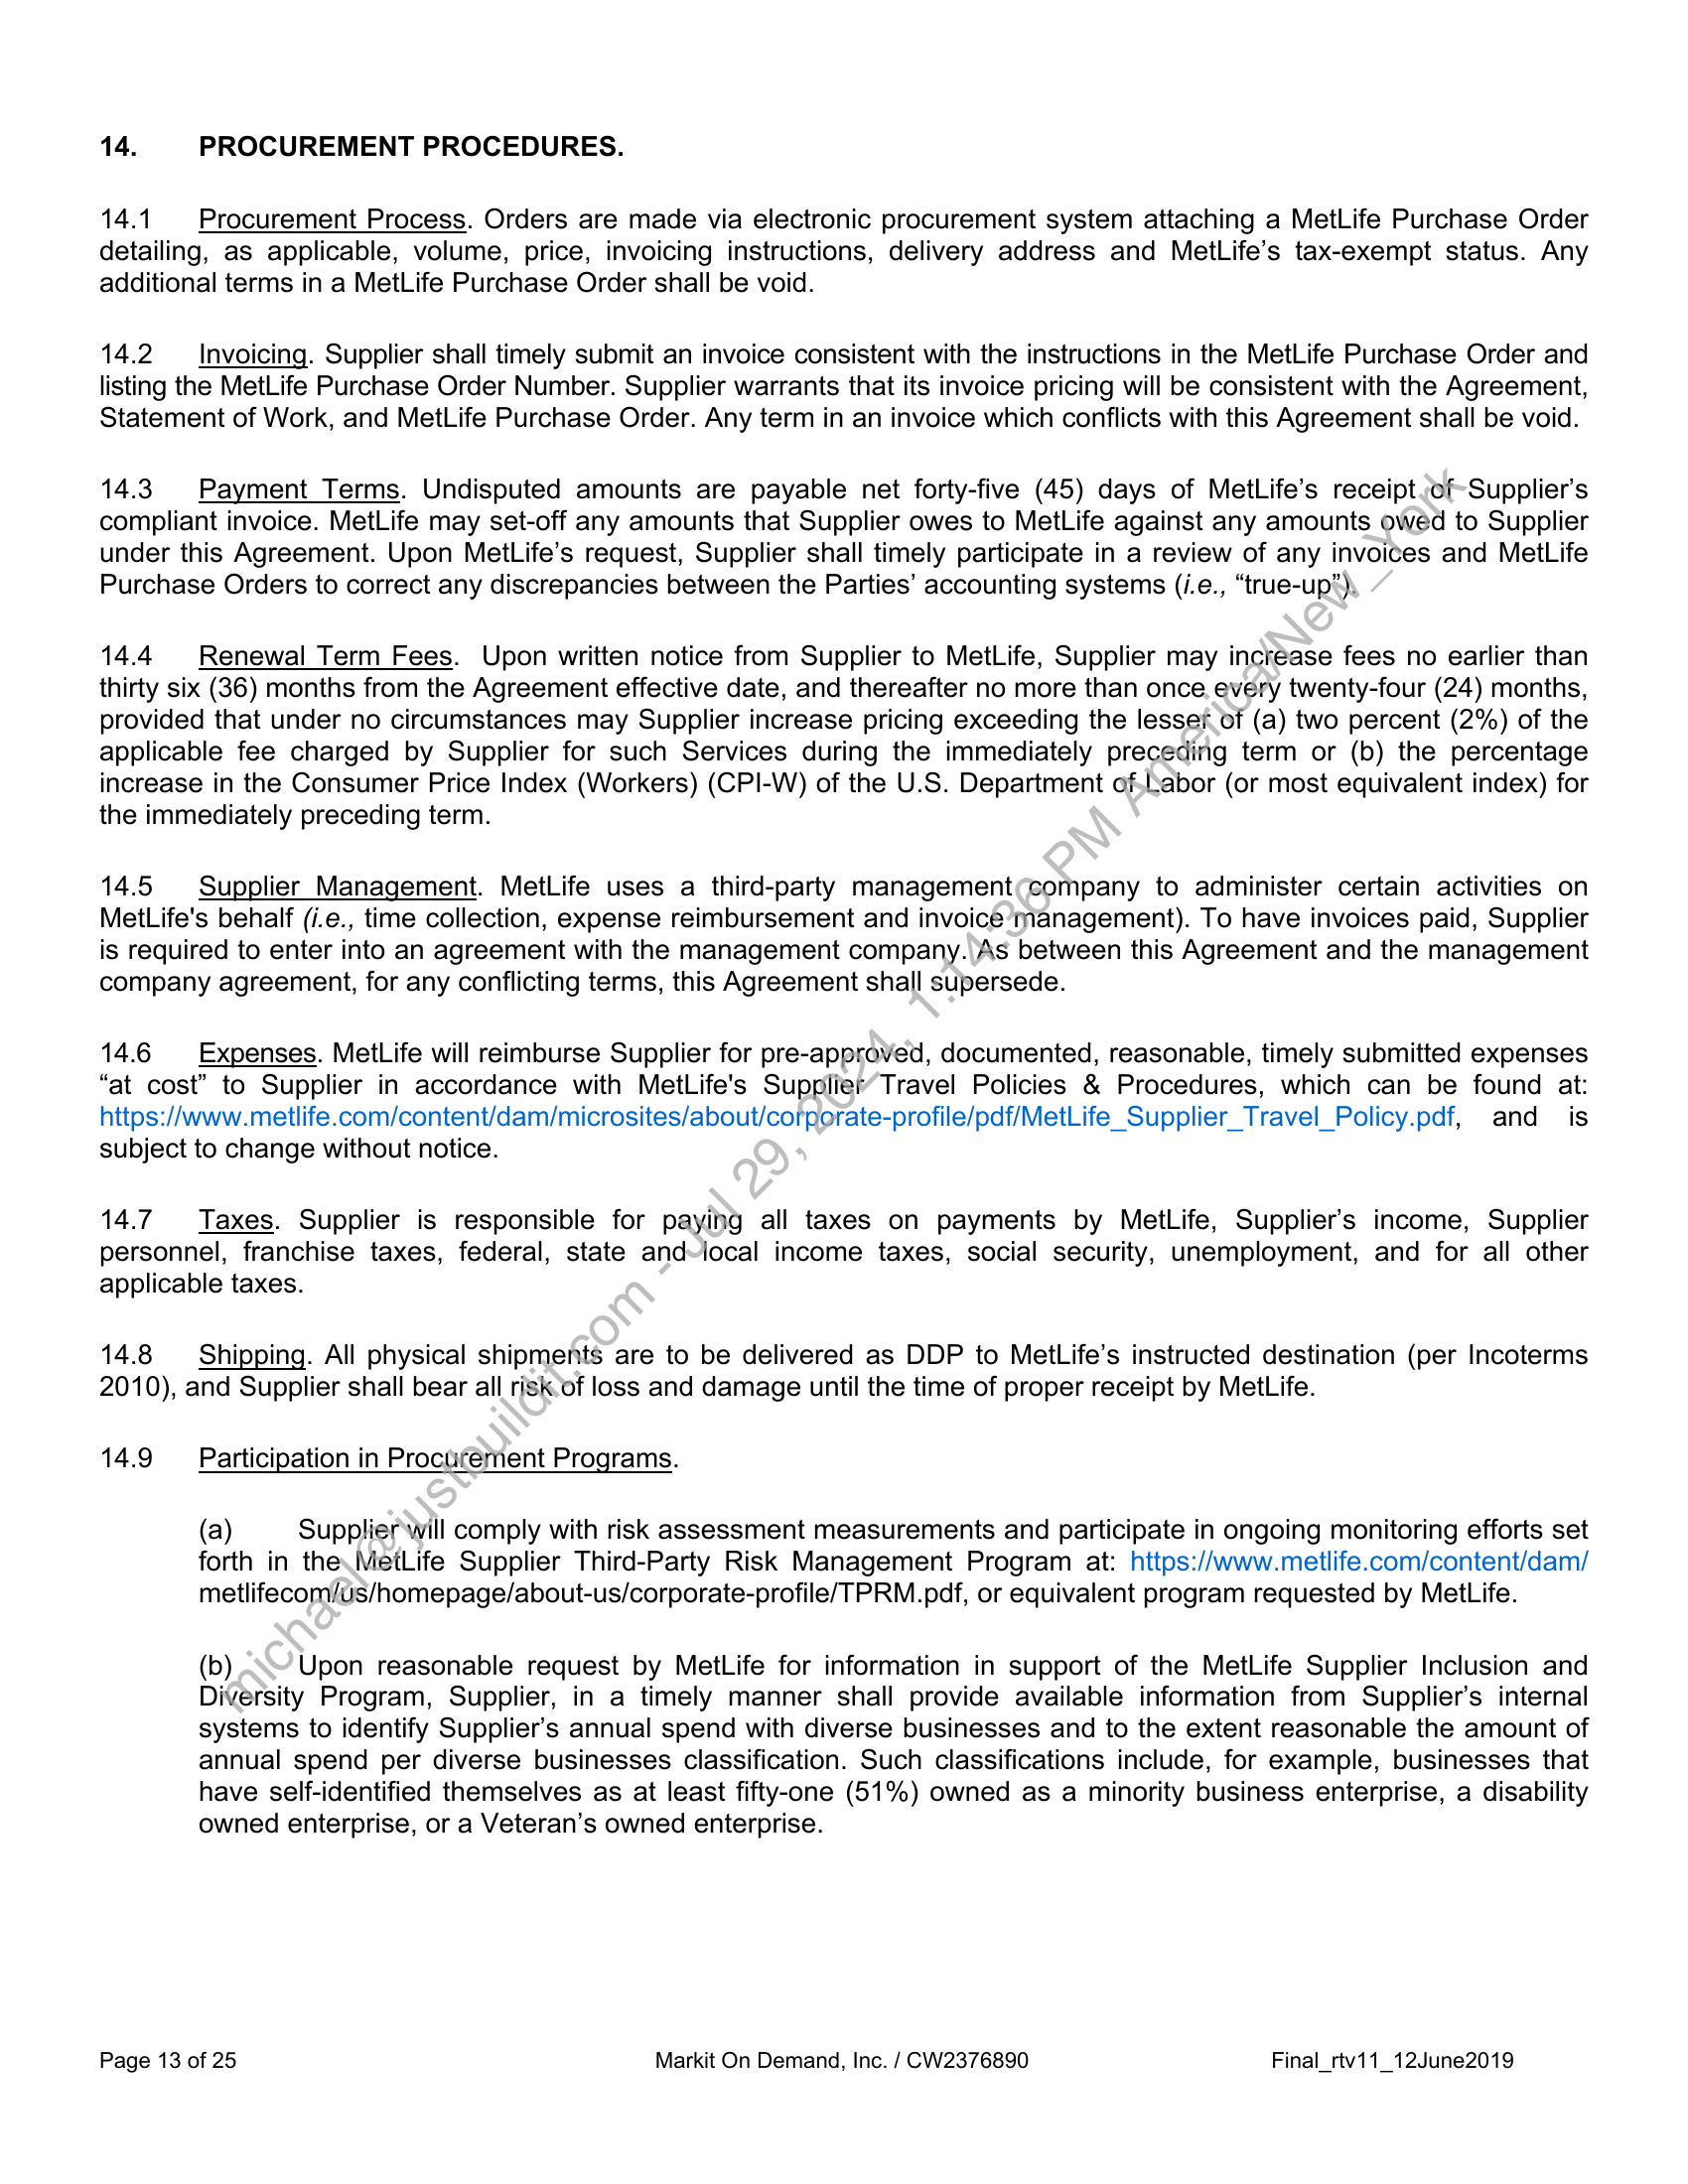 14. PROCUREMENT PROCEDURES.
14.1 Procurement Process. Orders are made via electronic procurement system attaching a MetLife Purchase Order
detailing, as applicable, volume, price, invoicing instructions, delivery address and MetLife’s tax-exempt status. Any
additional terms in a MetLife Purchase Order shall be void.
14.2 Invoicing. Supplier shall timely submit an invoice consistent with the instructions in the MetLife Purchase Order and
listing the MetLife Purchase Order Number. Supplier warrants that its invoice pricing will be consistent with the Agreement,
Statement of Work, and MetLife Purchase Order. Any term in an invoice which conflicts with this Agreement shall be void.
14.3 Payment Terms. Undisputed amounts are payable net forty-five (45) days of MetLife’s receipt of Supplier’s
compliant invoice. MetLife may set-off any amounts that Supplier owes to MetLife against any amounts owed to Supplier
under this Agreement. Upon MetLife’s request, Supplier shall timely participate in a review of any invoices and MetLife
Purchase Orders to correct any discrepancies between the Parties’ accounting systems (i.e., “true-up”).
14.4 Renewal Term Fees. Upon written notice from Supplier to MetLife, Supplier may increase fees no earlier than
thirty six (36) months from the Agreement effective date, and thereafter no more than once every twenty-four (24) months,
provided that under no circumstances may Supplier increase pricing exceeding the lesser of (a) two percent (2%) of the
applicable fee charged by Supplier for such Services during the immediately preceding term or (b) the percentage
increase in the Consumer Price Index (Workers) (CPI-W) of the U.S. Department of Labor (or most equivalent index) for
the immediately preceding term.
14.5 Supplier Management. MetLife uses a third-party management company to administer certain activities on
MetLife's behalf (i.e., time collection, expense reimbursement and invoice management). To have invoices paid, Supplier
is required to enter into an agreement with the management company. As between this Agreement and the management
company agreement, for any conflicting terms, this Agreement shall supersede.
14.6 Expenses. MetLife will reimburse Supplier for pre-approved, documented, reasonable, timely submitted expenses
“at cost” to Supplier in accordance with MetLife's Supplier Travel Policies & Procedures, which can be found at:
https://www.metlife.com/content/dam/microsites/about/corporate-profile/pdf/MetLife_Supplier_Travel_Policy.pdf, and is
subject to change without notice.
14.7 Taxes. Supplier is responsible for paying all taxes on payments by MetLife, Supplier’s income, Supplier
personnel, franchise taxes, federal, state and local income taxes, social security, unemployment, and for all other
applicable taxes.
14.8 Shipping. All physical shipments are to be delivered as DDP to MetLife’s instructed destination (per Incoterms
2010), and Supplier shall bear all risk of loss and damage until the time of proper receipt by MetLife.
14.9 Participation in Procurement Programs.
(a) Supplier will comply with risk assessment measurements and participate in ongoing monitoring efforts set
forth in the MetLife Supplier Third-Party Risk Management Program at: https://www.metlife.com/content/dam/
metlifecom/us/homepage/about-us/corporate-profile/TPRM.pdf, or equivalent program requested by MetLife.
(b) Upon reasonable request by MetLife for information in support of the MetLife Supplier Inclusion and
Diversity Program, Supplier, in a timely manner shall provide available information from Supplier’s internal
systems to identify Supplier’s annual spend with diverse businesses and to the extent reasonable the amount of
annual spend per diverse businesses classification. Such classifications include, for example, businesses that
have self-identified themselves as at least fifty-one (51%) owned as a minority business enterprise, a disability
owned enterprise, or a Veteran’s owned enterprise.
michael@justbuildit.com - Jul 29, 2024, 1:14:36 PM America/New_York
Page 13 of 25 Markit On Demand, Inc. / CW2376890 Final_rtv11_12June2019